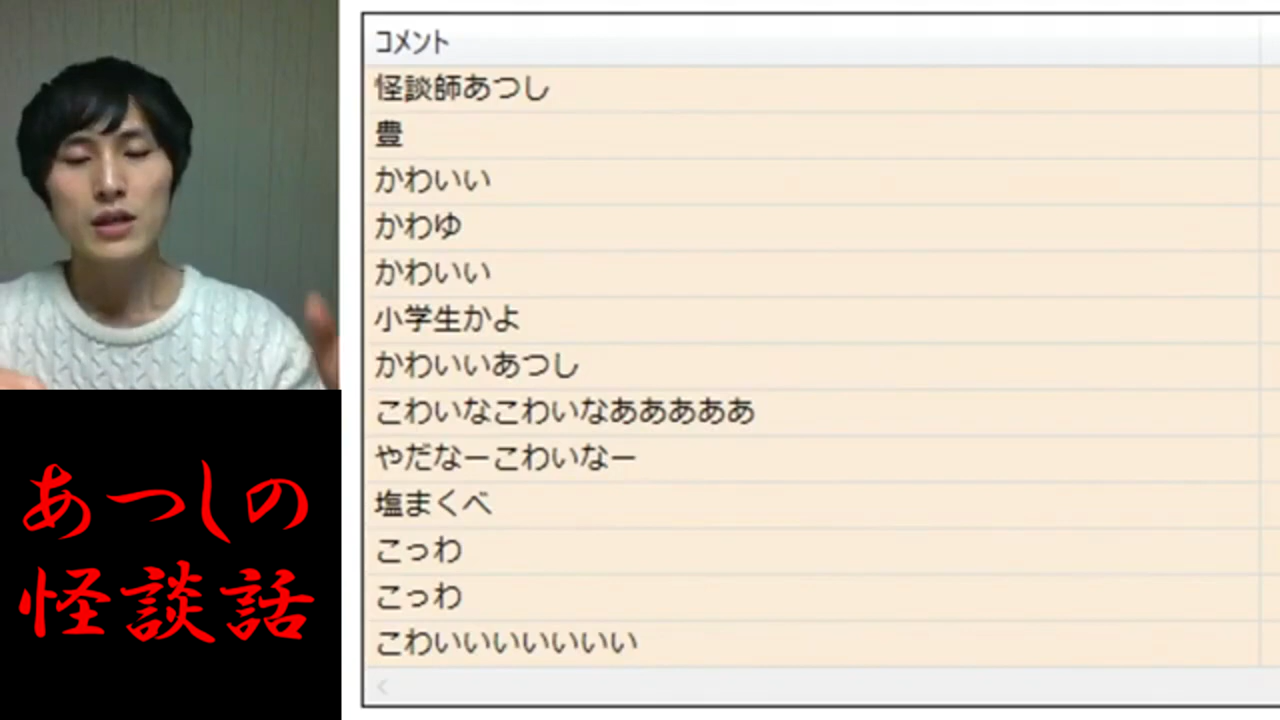 コメント
怪談師あつし
豊
かわいい
かわゆ
かわいい
小学生かよ
かわいいあつし
こわいなこわいなあああああ
やだなーこわいなー
塩まくべ
こっわ
こっわ
こわいいいいいいい
あつしの
怪談話